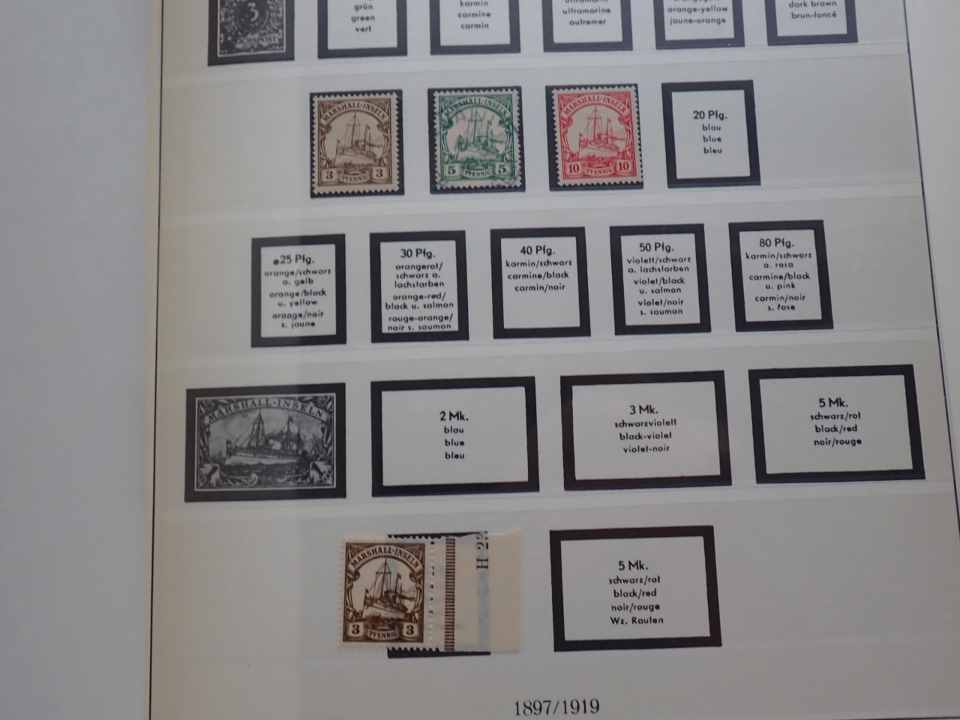 3
grün
green
vert
karmin
carmine
carmin
ultramarine
outremer
orange-yellow
jaune-orange
dark brown
brun-foncé
MARSHALL-INSELN
3 PFENNIG 3
MARSHALL-INSELN
5 PFENNIG 5
MARSHALL-INSELN
10 PFENNIG 10
20 Pfg.
blau
blue
bleu
25 Pfg.
orange/schwarz
a. gelb
orange/black
u. yellow
orange/noir
s. jaune
30 Pfg.
orangerot/
schwarz a.
lachsfarben
orange-red/
black u. salmon
rouge-orange/
noir s. saumon
40 Pfg.
karmin/schwarz
carmine/black
carmin/noir
50 Pfg.
violett/schwarz
a. lachsfarben
violet/black
u. salmon
violet/noir
s. saumon
80 Pfg.
karmin/schwarz
a. rosa
carmine/black
u. pink
carmin/noir
s. rose
MARSHALL-INSELN
2 Mk.
blau
blue
bleu
3 Mk.
schwarzviolett
black-violet
violet-noir
5 Mk.
schwarz/rot
black/red
noir/rouge
MARSHALL-INSELN
3 PFENNIG 3
5 Mk.
schwarz/rot
black/red
noir/rouge
Wz. Rauten
1897/1919